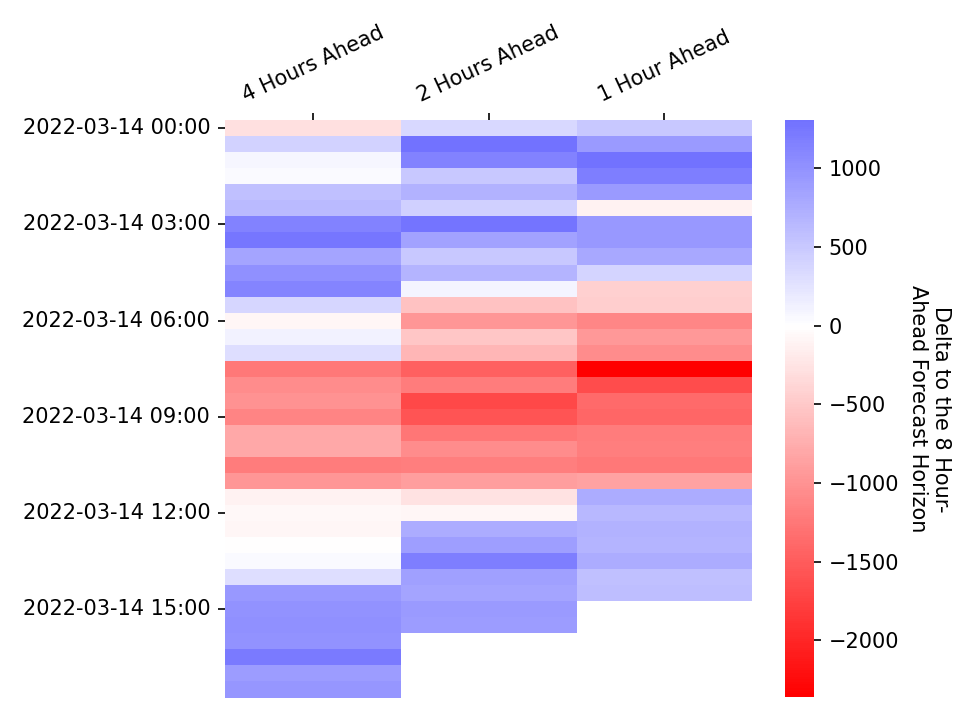 4 Hours Ahead
2 Hours Ahead
1 Hour Ahead
2022-03-14 00:00
2022-03-14 03:00
2022-03-14 06:00
2022-03-14 09:00
2022-03-14 12:00
2022-03-14 15:00
1000
500
0
−500
−1000
−1500
−2000
Delta to the 8 Hour-
Ahead Forecast Horizon